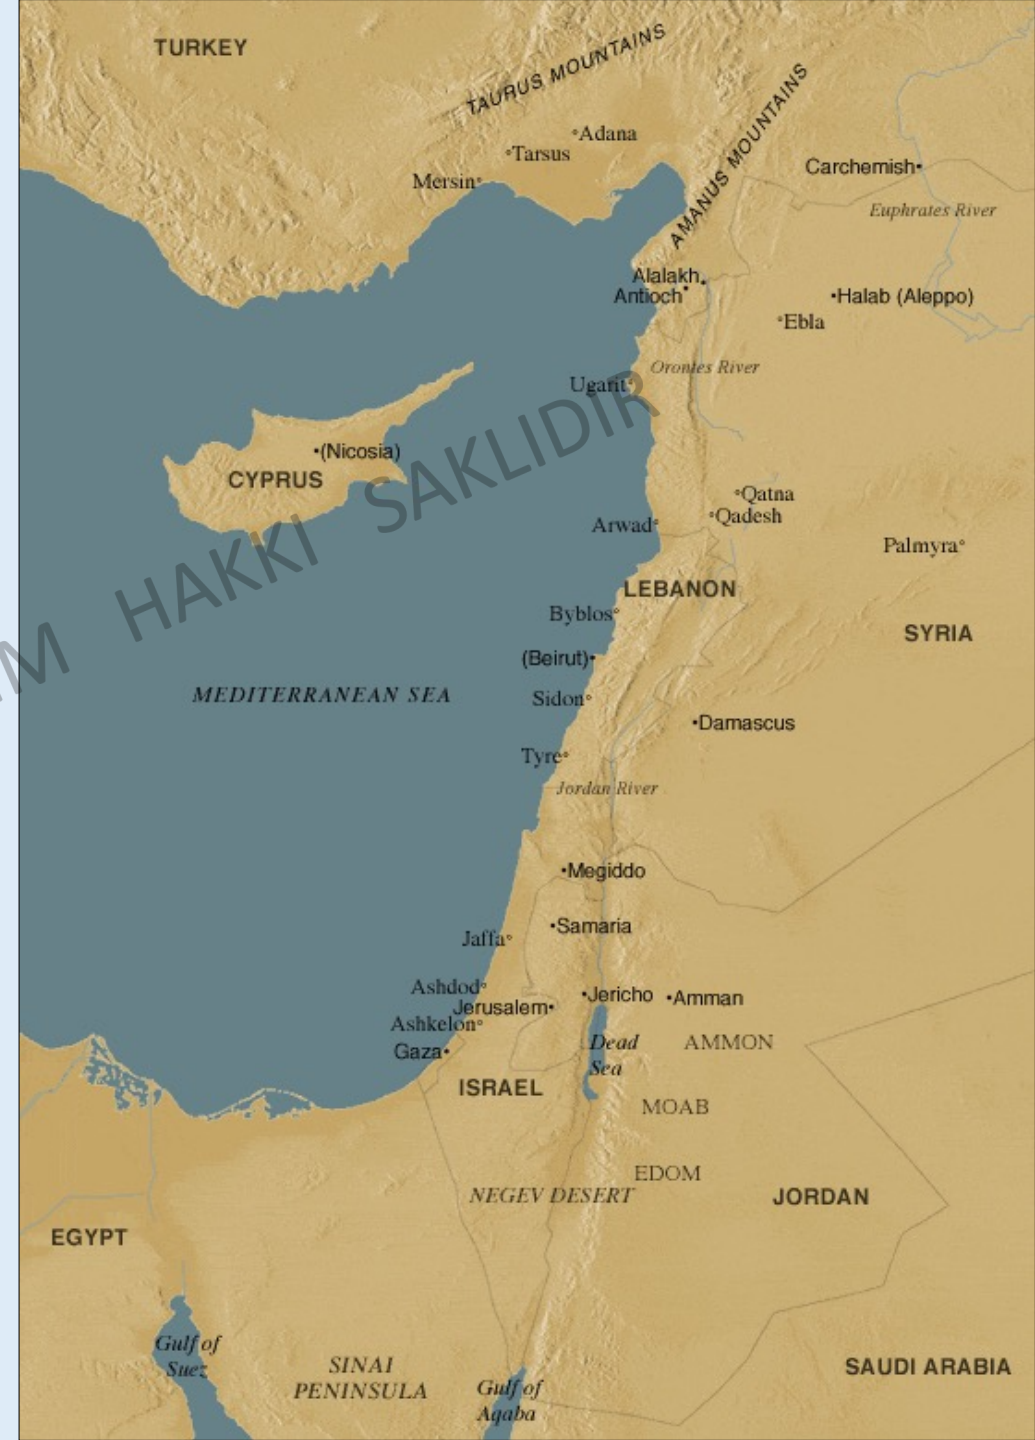 TURKEY
TAURUS MOUNTAINS
AMANUS MOUNTAINS
Adana
Tarsus
Mersin
Carchemish
Euphrates River
Alalakh
Antioch
Halab (Aleppo)
Ebla
Orontes River
Ugarit
(Nicosia)
CYPRUS
HAKKI SAKLIDIR
Qatna
Qadesh
Arwad
Palmyra
LEBANON
Byblos
SYRIA
(Beirut)
MEDITERRANEAN SEA
Sidon
Damascus
Tyre
Jordan River
Megiddo
Samaria
Jaffa
Ashdod
Jericho
Amman
Jerusalem
Ashkelon
Gaza
Dead
Sea
AMMON
ISRAEL
MOAB
EDOM
NEGEV DESERT
JORDAN
EGYPT
Gulf of
Suez
SINAI
PENINSULA
Gulf of
Aqaba
SAUDI ARABIA